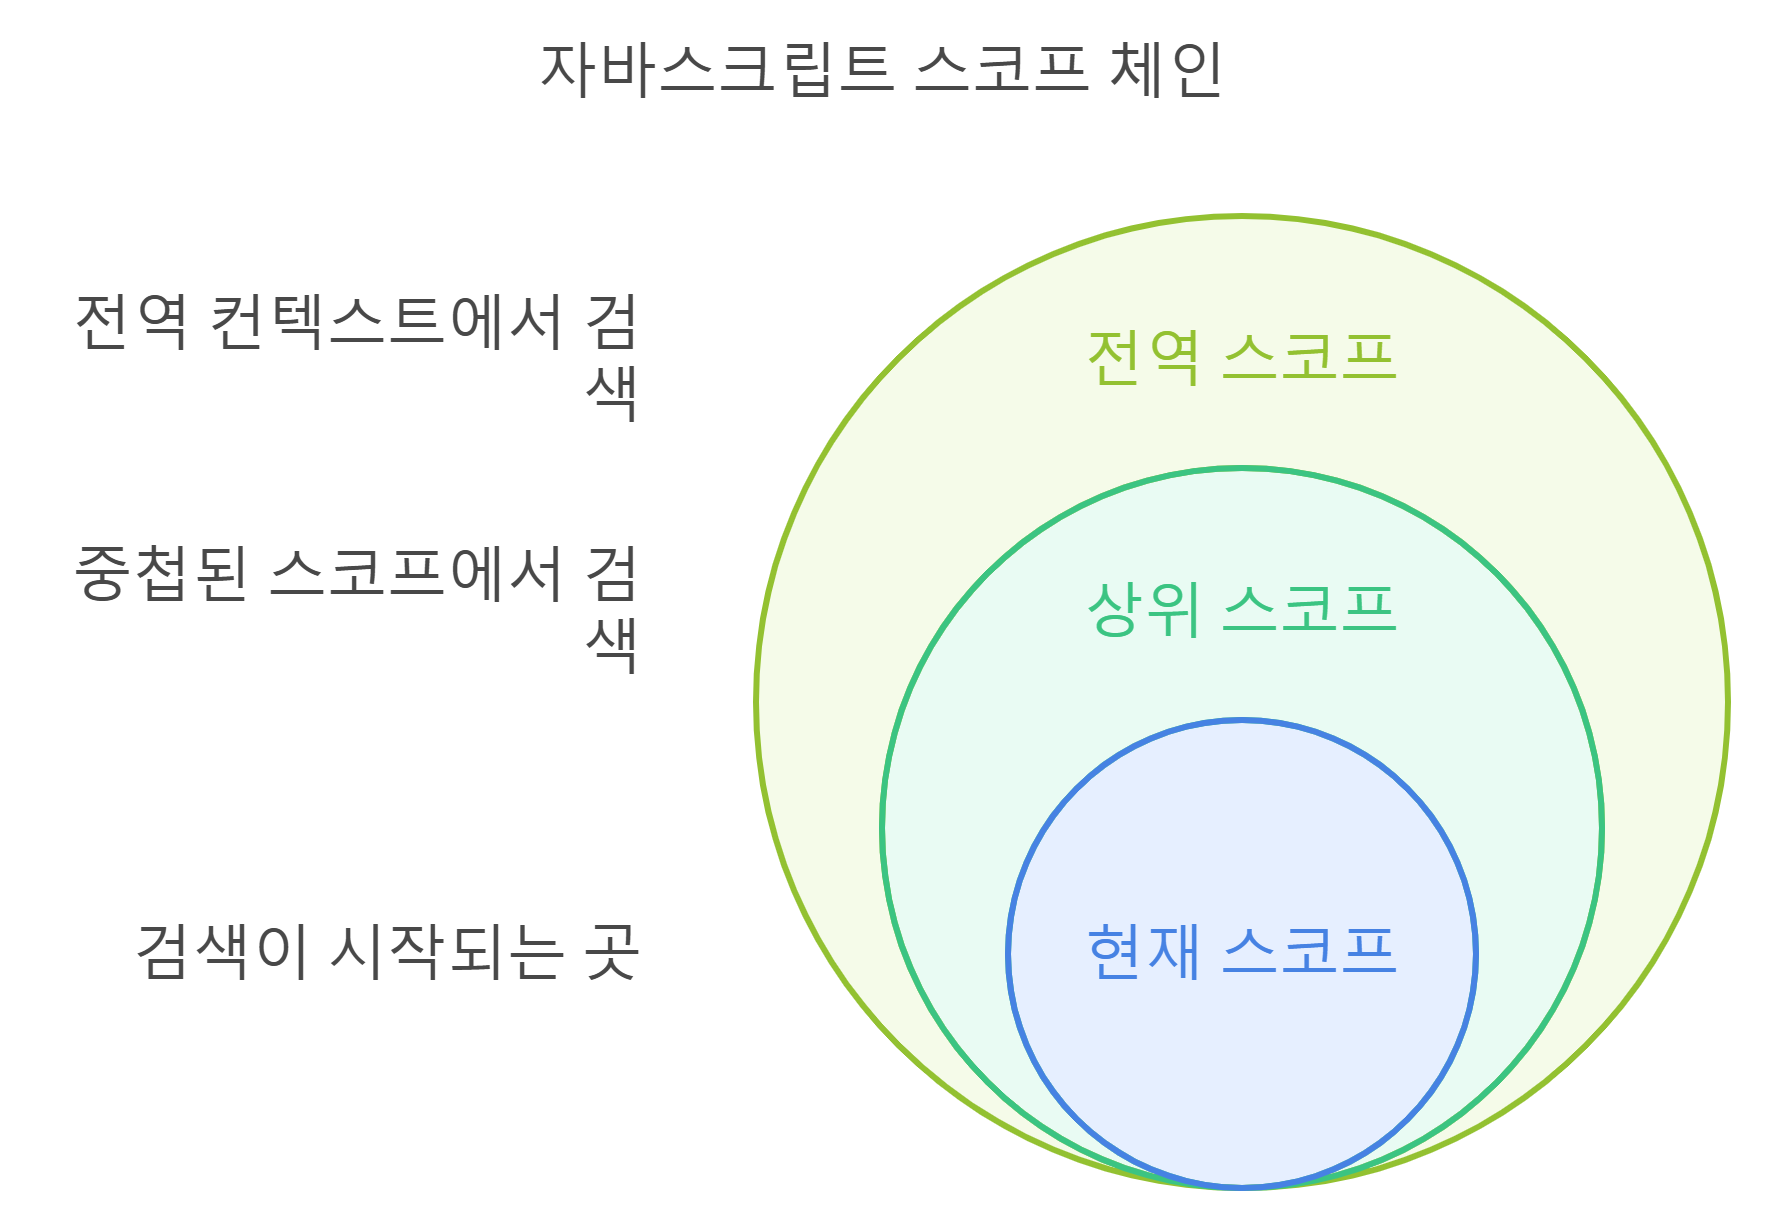 자바스크립트 스코프 체인
전역 컨텍스트에서 검
색
전역 스코프
중첩된 스코프에서 검
색
상위 스코프
검색이 시작되는 곳
현재 스코프